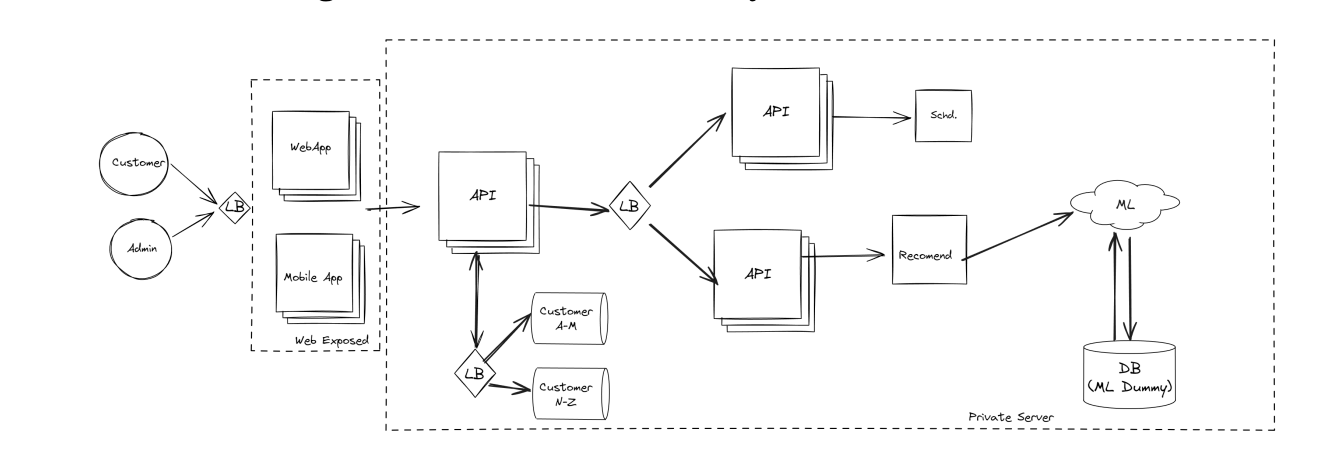 Customer
Admin
LB
WebApp
Mobile App
Web Exposed
API
LB
Customer
A-M
Customer
N-Z
LB
API
Schd.
API
Recomend
ML
DB
(ML Dummy)
Private Server